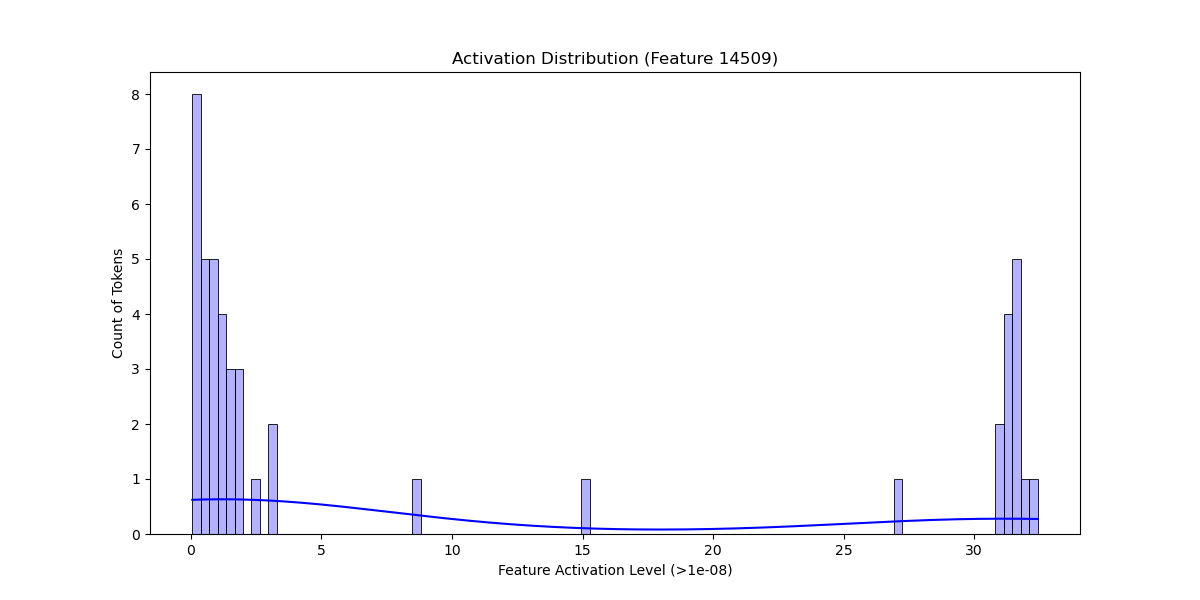 Activation Distribution (Feature 14509)
Count of Tokens
8
7
6
5
4
3
2
1
0
0 5 10 15 20 25 30
Feature Activation Level (>1e-08)